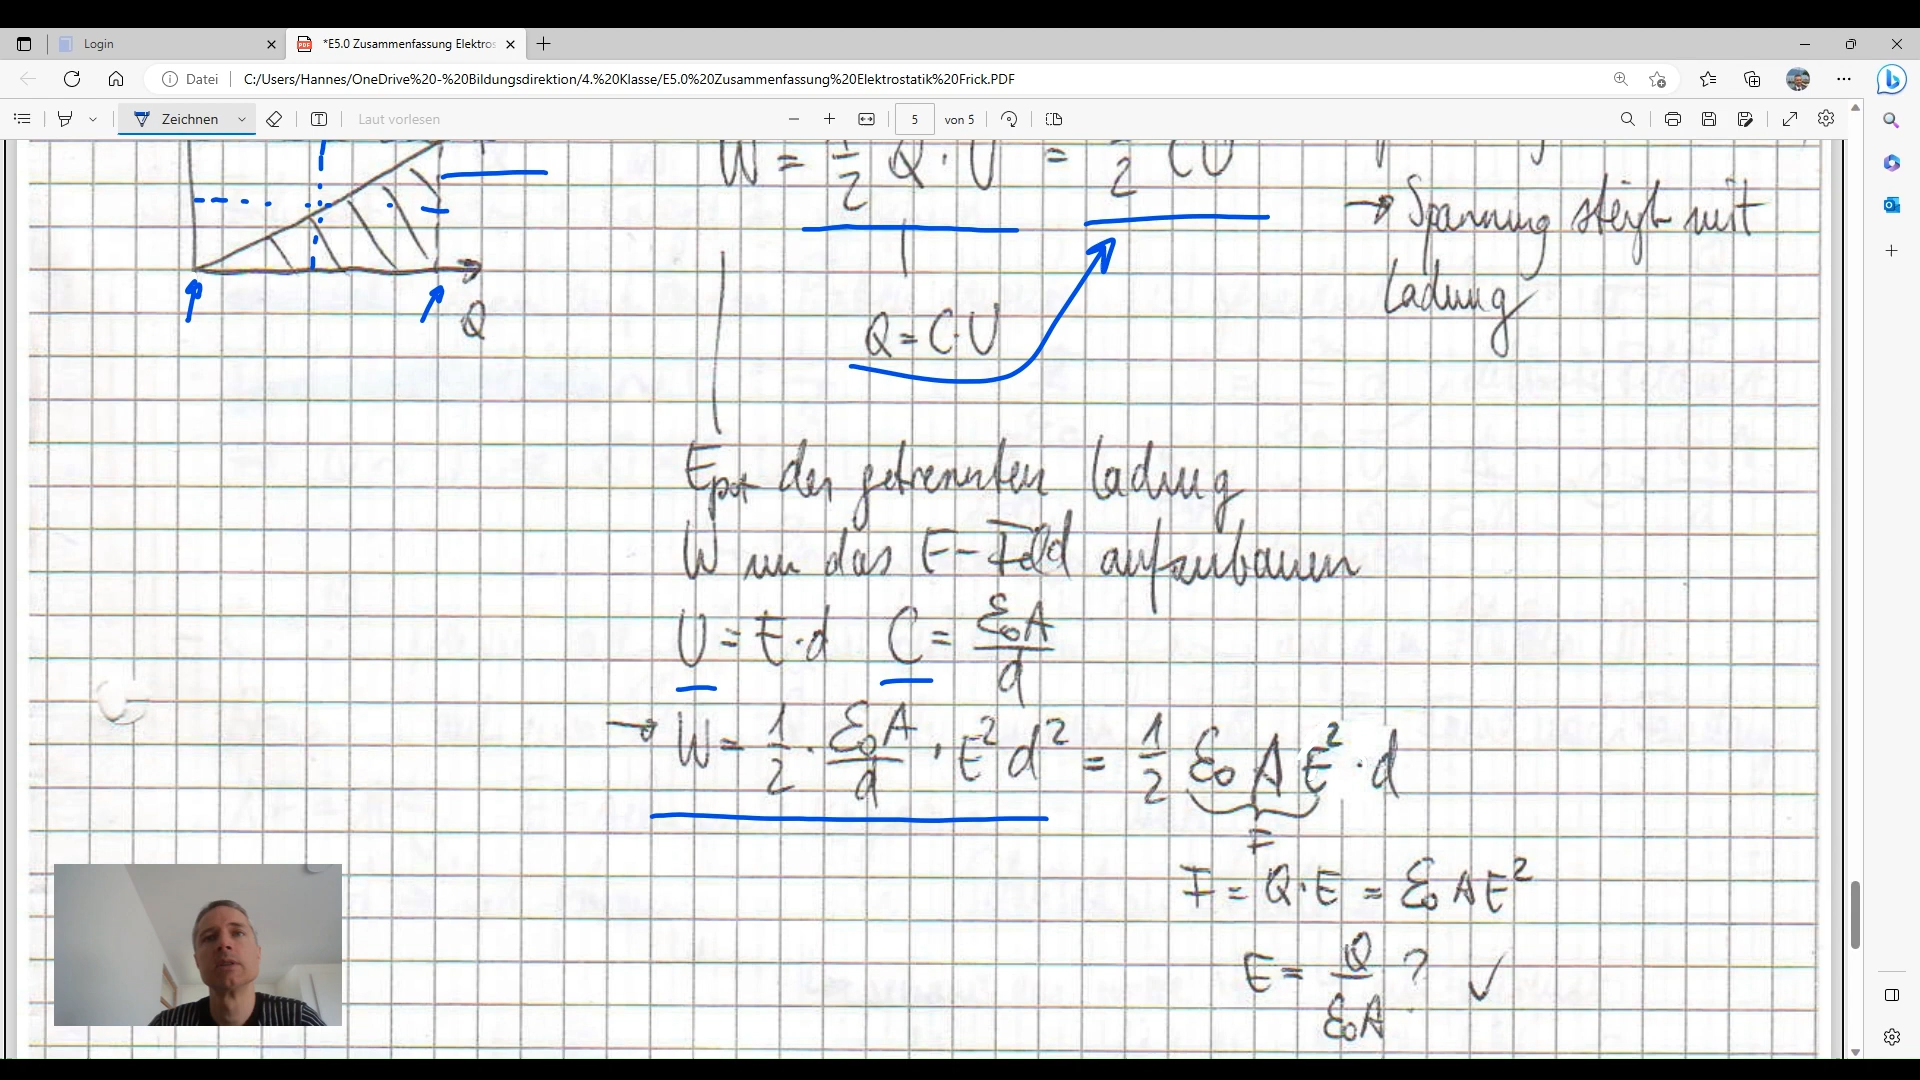 Login
*E5.0 Zusammenfassung Elektros
Datei
C:/Users/Hannes/OneDrive%20-%20Bildungsdirektion/4.%20Klasse/E5.0%20Zusammenfassung%20Elektrostatik%20Frick.PDF
Zeichnen
Laut vorlesen
5 von 5
W = 1/2 Q · U = 1/2 CU
→ Spannung steigt mit
Ladung
Q
Q = C·U
Epot der getrennten Ladung
W um das E-Feld aufzubauen
U = E·d C = ε₀A/d
→ W = 1/2 · ε₀A/d · E²d² = 1/2 ε₀ A E² · d
F
F = Q·E = ε₀ A E²
E = Q/ε₀A ? ✓